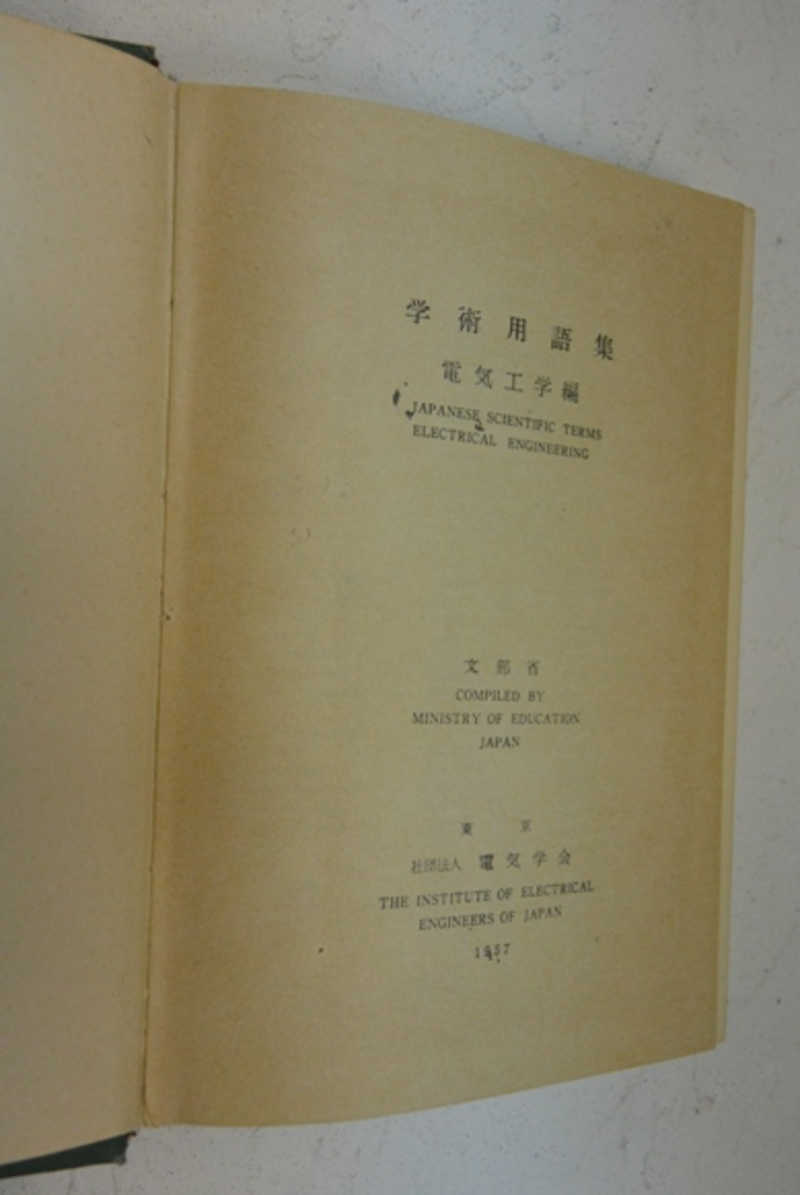 学術用語集
電気工学編
JAPANESE SCIENTIFIC TERMS
ELECTRICAL ENGINEERING
文部省
COMPILED BY
MINISTRY OF EDUCATION
JAPAN
東京
社団法人 電気学会
THE INSTITUTE OF ELECTRICAL
ENGINEERS OF JAPAN
1957